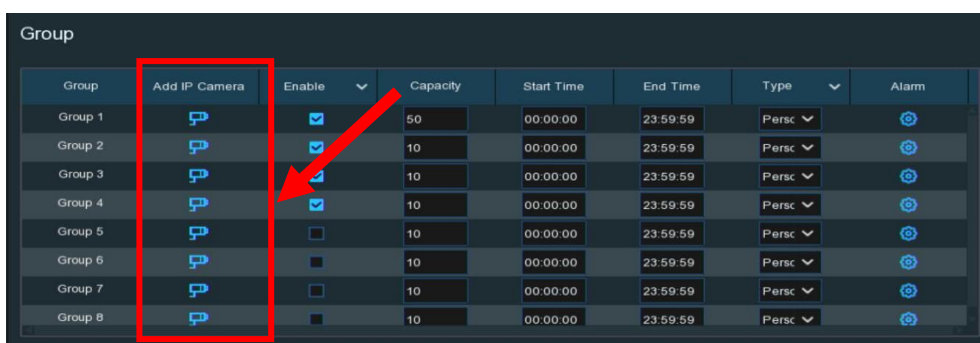 Group
Group Add IP Camera Enable Capacity Start Time End Time Type Alarm
Group 1 50 00:00:00 23:59:59 Persc
Group 2 10 00:00:00 23:59:59 Persc
Group 3 10 00:00:00 23:59:59 Persc
Group 4 10 00:00:00 23:59:59 Persc
Group 5 10 00:00:00 23:59:59 Persc
Group 6 10 00:00:00 23:59:59 Persc
Group 7 10 00:00:00 23:59:59 Persc
Group 8 10 00:00:00 23:59:59 Persc